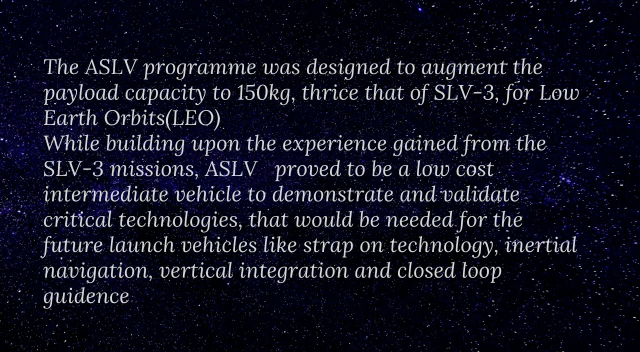 The ASLV programme was designed to augment the
payload capacity to 150kg, thrice that of SLV-3, for Low
Earth Orbits(LEO)
While building upon the experience gained from the
SLV-3 missions, ASLV   proved to be a low cost
intermediate vehicle to demonstrate and validate
critical technologies, that would be needed for the
future launch vehicles like strap on technology, inertial
navigation, vertical integration and closed loop
guidence